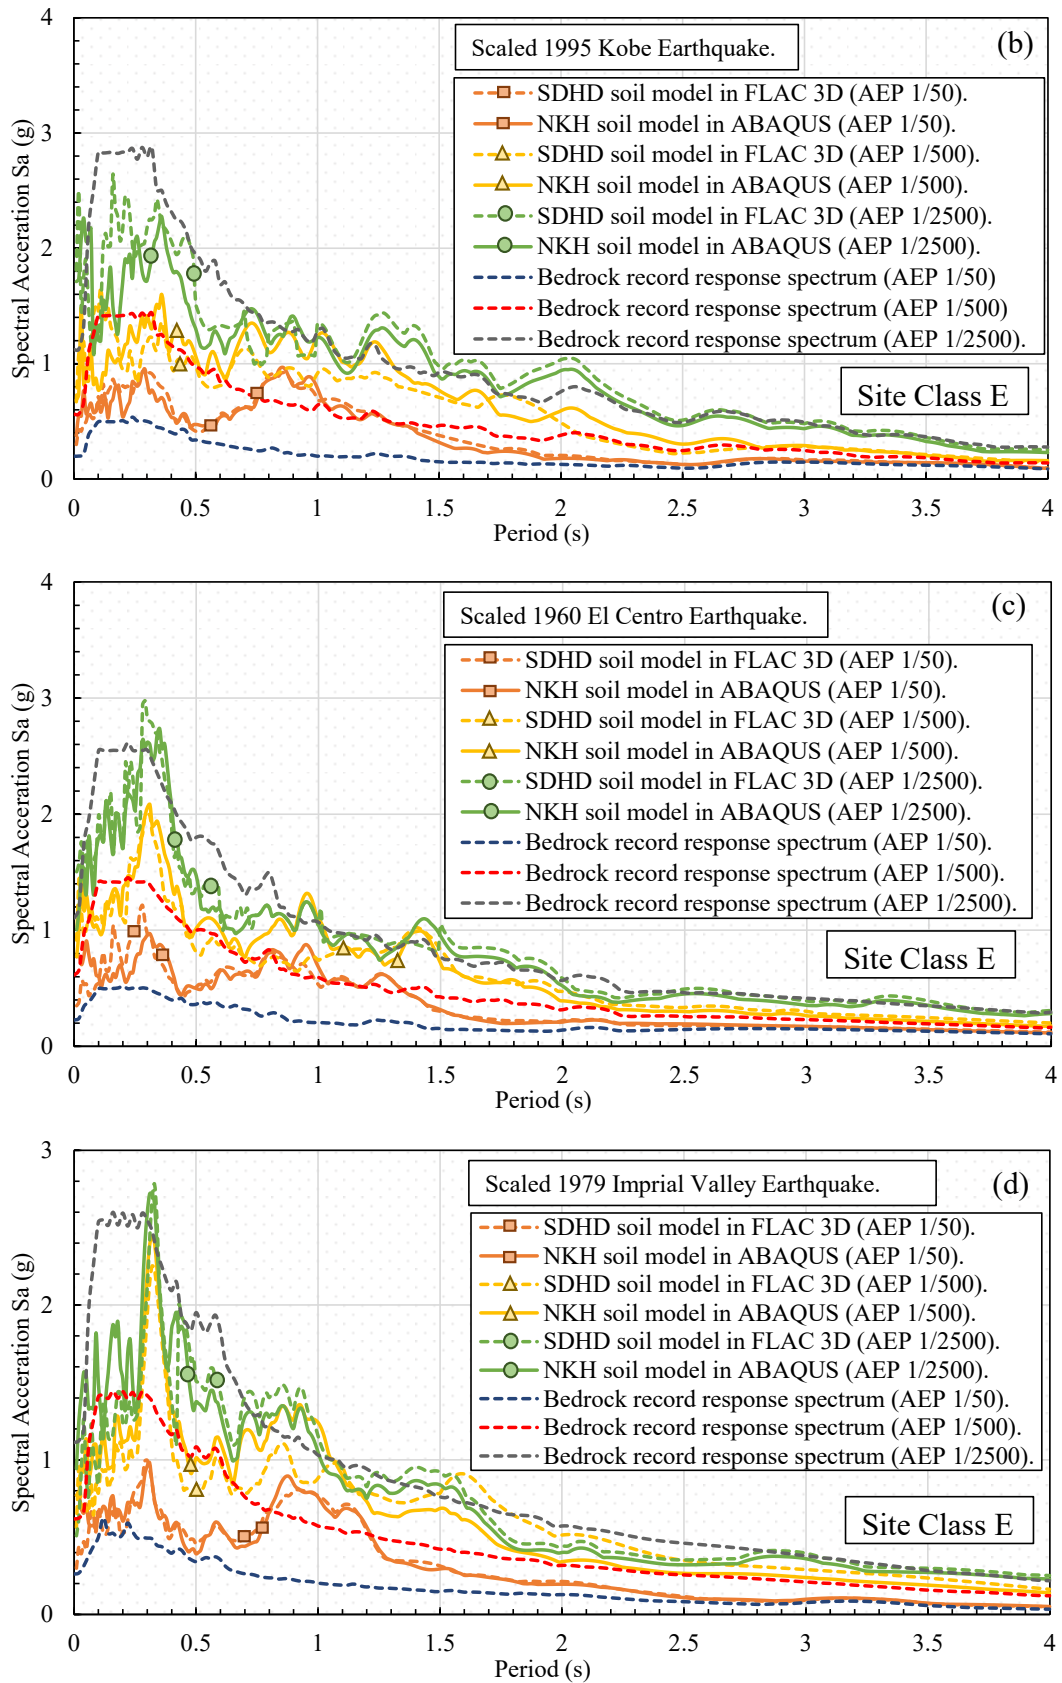 4
(b)
Scaled 1995 Kobe Earthquake.
SDHD soil model in FLAC 3D (AEP 1/50).
NKH soil model in ABAQUS (AEP 1/50).
SDHD soil model in FLAC 3D (AEP 1/500).
NKH soil model in ABAQUS (AEP 1/500).
SDHD soil model in FLAC 3D (AEP 1/2500).
NKH soil model in ABAQUS (AEP 1/2500).
Bedrock record response spectrum (AEP 1/50)
Bedrock record response spectrum (AEP 1/500)
Bedrock record response spectrum (AEP 1/2500).
Site Class E
Spectral Acceration Sa (g)
3
2
1
0
0 0.5 1 1.5 2 2.5 3 3.5 4
Period (s)
4
(c)
Scaled 1960 El Centro Earthquake.
SDHD soil model in FLAC 3D (AEP 1/50).
NKH soil model in ABAQUS (AEP 1/50).
SDHD soil model in FLAC 3D (AEP 1/500).
NKH soil model in ABAQUS (AEP 1/500).
SDHD soil model in FLAC 3D (AEP 1/2500).
NKH soil model in ABAQUS (AEP 1/2500).
Bedrock record response spectrum (AEP 1/50).
Bedrock record response spectrum (AEP 1/500).
Bedrock record response spectrum (AEP 1/2500).
Site Class E
Spectral Acceration Sa (g)
3
2
1
0
0 0.5 1 1.5 2 2.5 3 3.5 4
Period (s)
3
(d)
Scaled 1979 Imprial Valley Earthquake.
SDHD soil model in FLAC 3D (AEP 1/50).
NKH soil model in ABAQUS (AEP 1/50).
SDHD soil model in FLAC 3D (AEP 1/500).
NKH soil model in ABAQUS (AEP 1/500).
SDHD soil model in FLAC 3D (AEP 1/2500).
NKH soil model in ABAQUS (AEP 1/2500).
Bedrock record response spectrum (AEP 1/50).
Bedrock record response spectrum (AEP 1/500).
Bedrock record response spectrum (AEP 1/2500).
Site Class E
Spectral Acceration Sa (g)
2
1
0
0 0.5 1 1.5 2 2.5 3 3.5 4
Period (s)